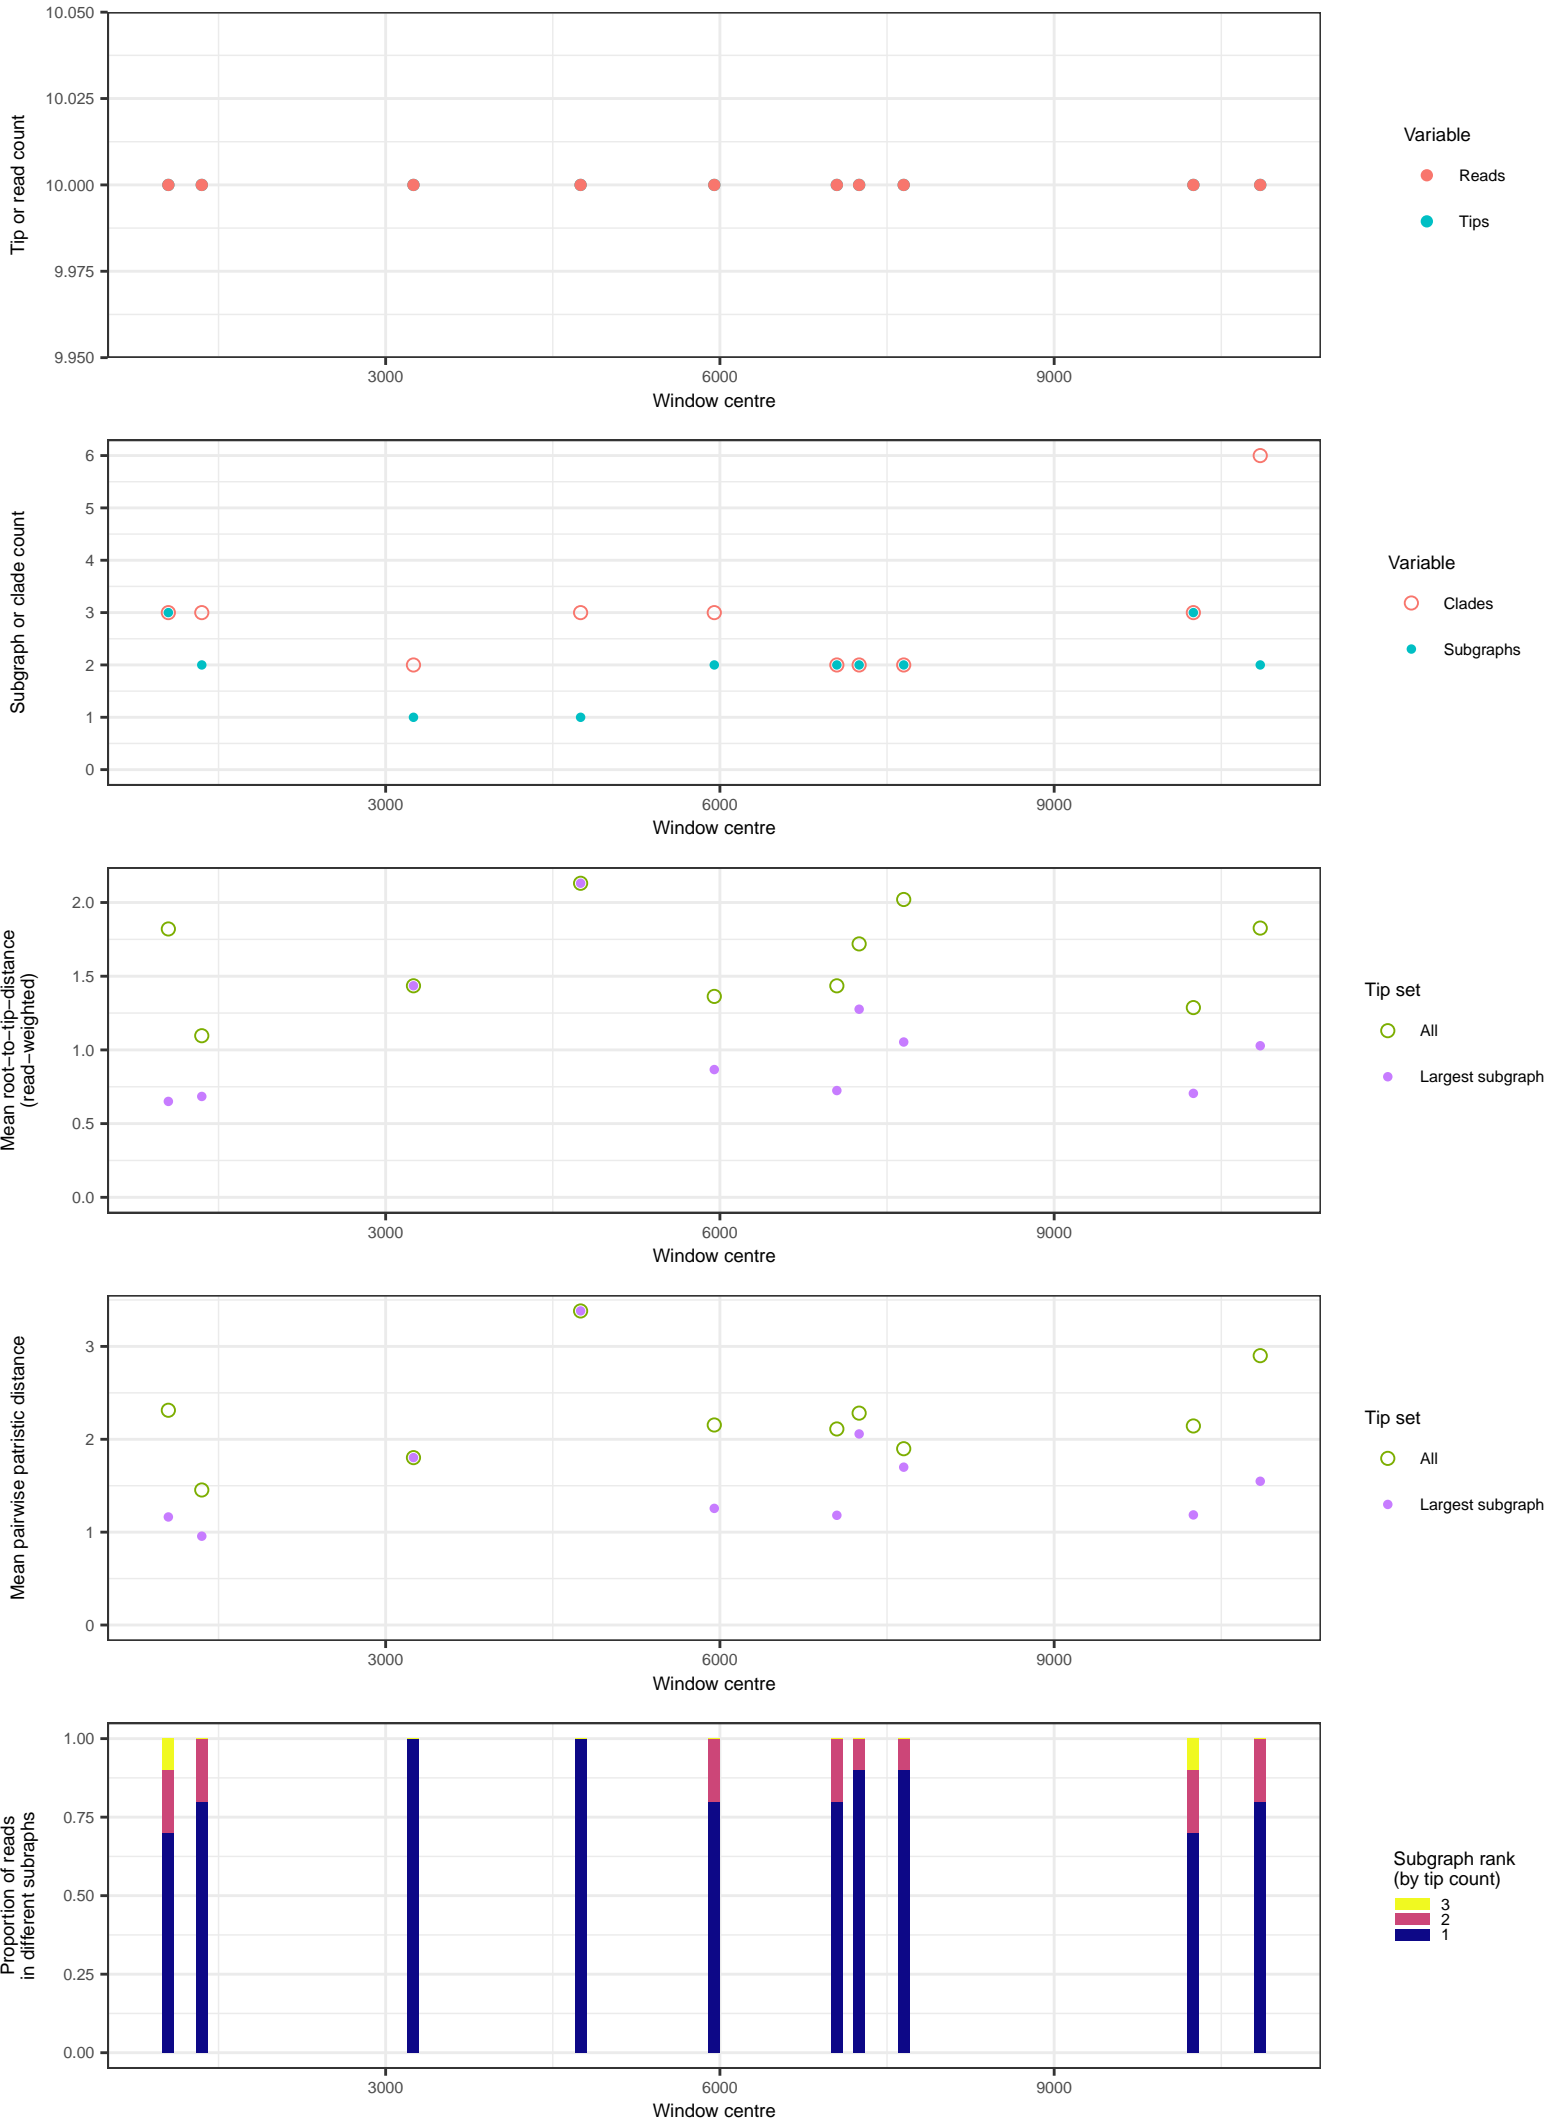 10.050
10.025
10.000
9.975
9.950
Tip or read count
3000
6000
9000
Window centre
Variable
Reads
Tips
6
5
4
3
2
1
0
Subgraph or clade count
3000
6000
9000
Window centre
Variable
Clades
Subgraphs
2.0
1.5
1.0
0.5
0.0
Mean root−to−tip−distance
(read−weighted)
3000
6000
9000
Window centre
Tip set
All
Largest subgraph
3
2
1
0
Mean pairwise patristic distance
3000
6000
9000
Window centre
Tip set
All
Largest subgraph
1.00
0.75
0.50
0.25
0.00
Proportion of reads
in different subraphs
3000
6000
9000
Window centre
Subgraph rank
(by tip count)
3
2
1